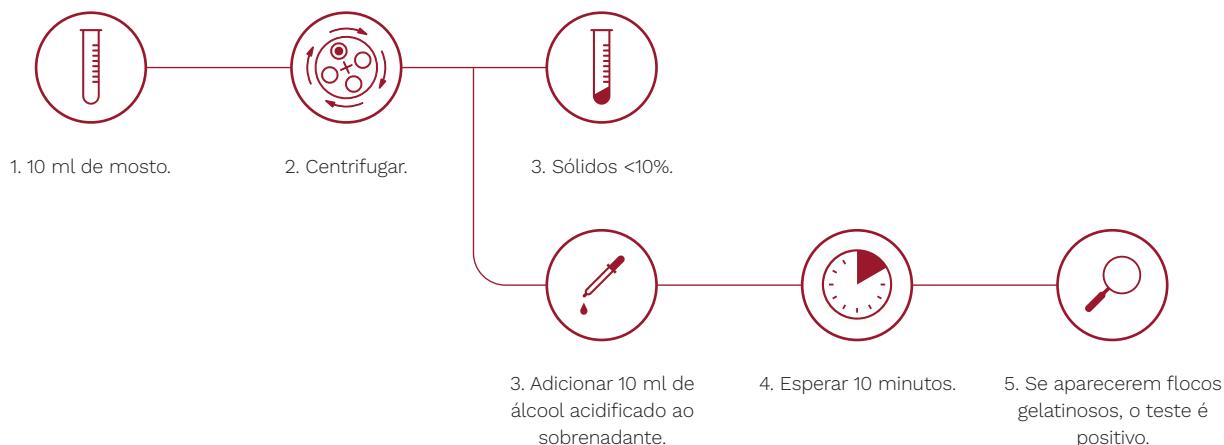 1. 10 ml de mosto.
2. Centrifugar.
3. Sólidos <10%.
3. Adicionar 10 ml de
álcool acidificado ao
sobrenadante.
4. Esperar 10 minutos.
5. Se aparecerem flocos
gelatinosos, o teste é
positivo.